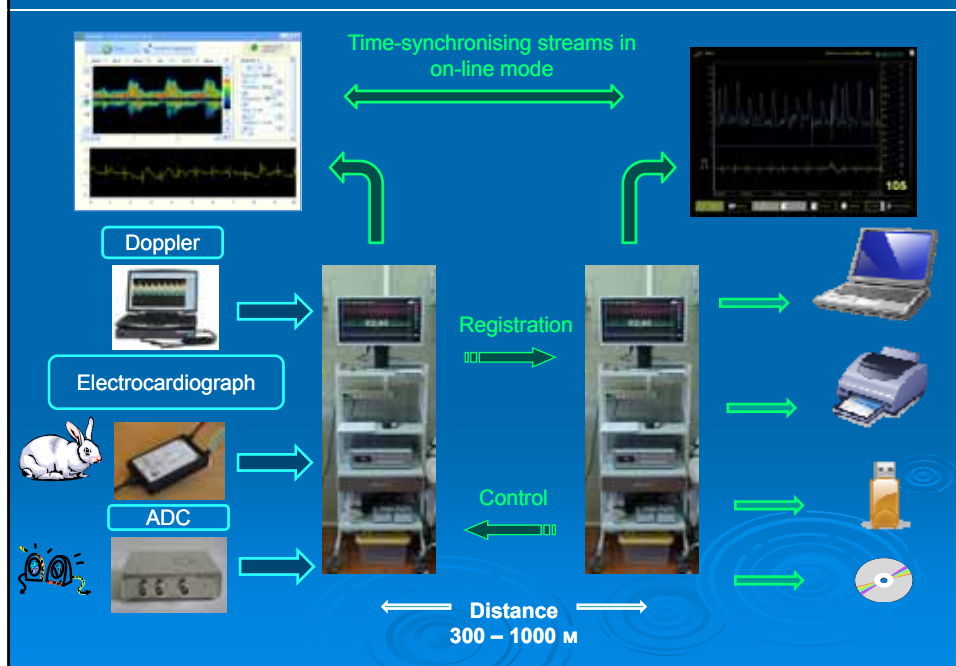 Time-synchronising streams in
on-line mode
105
Doppler
Registration
Electrocardiograph
Control
ADC
Distance
300 – 1000 м